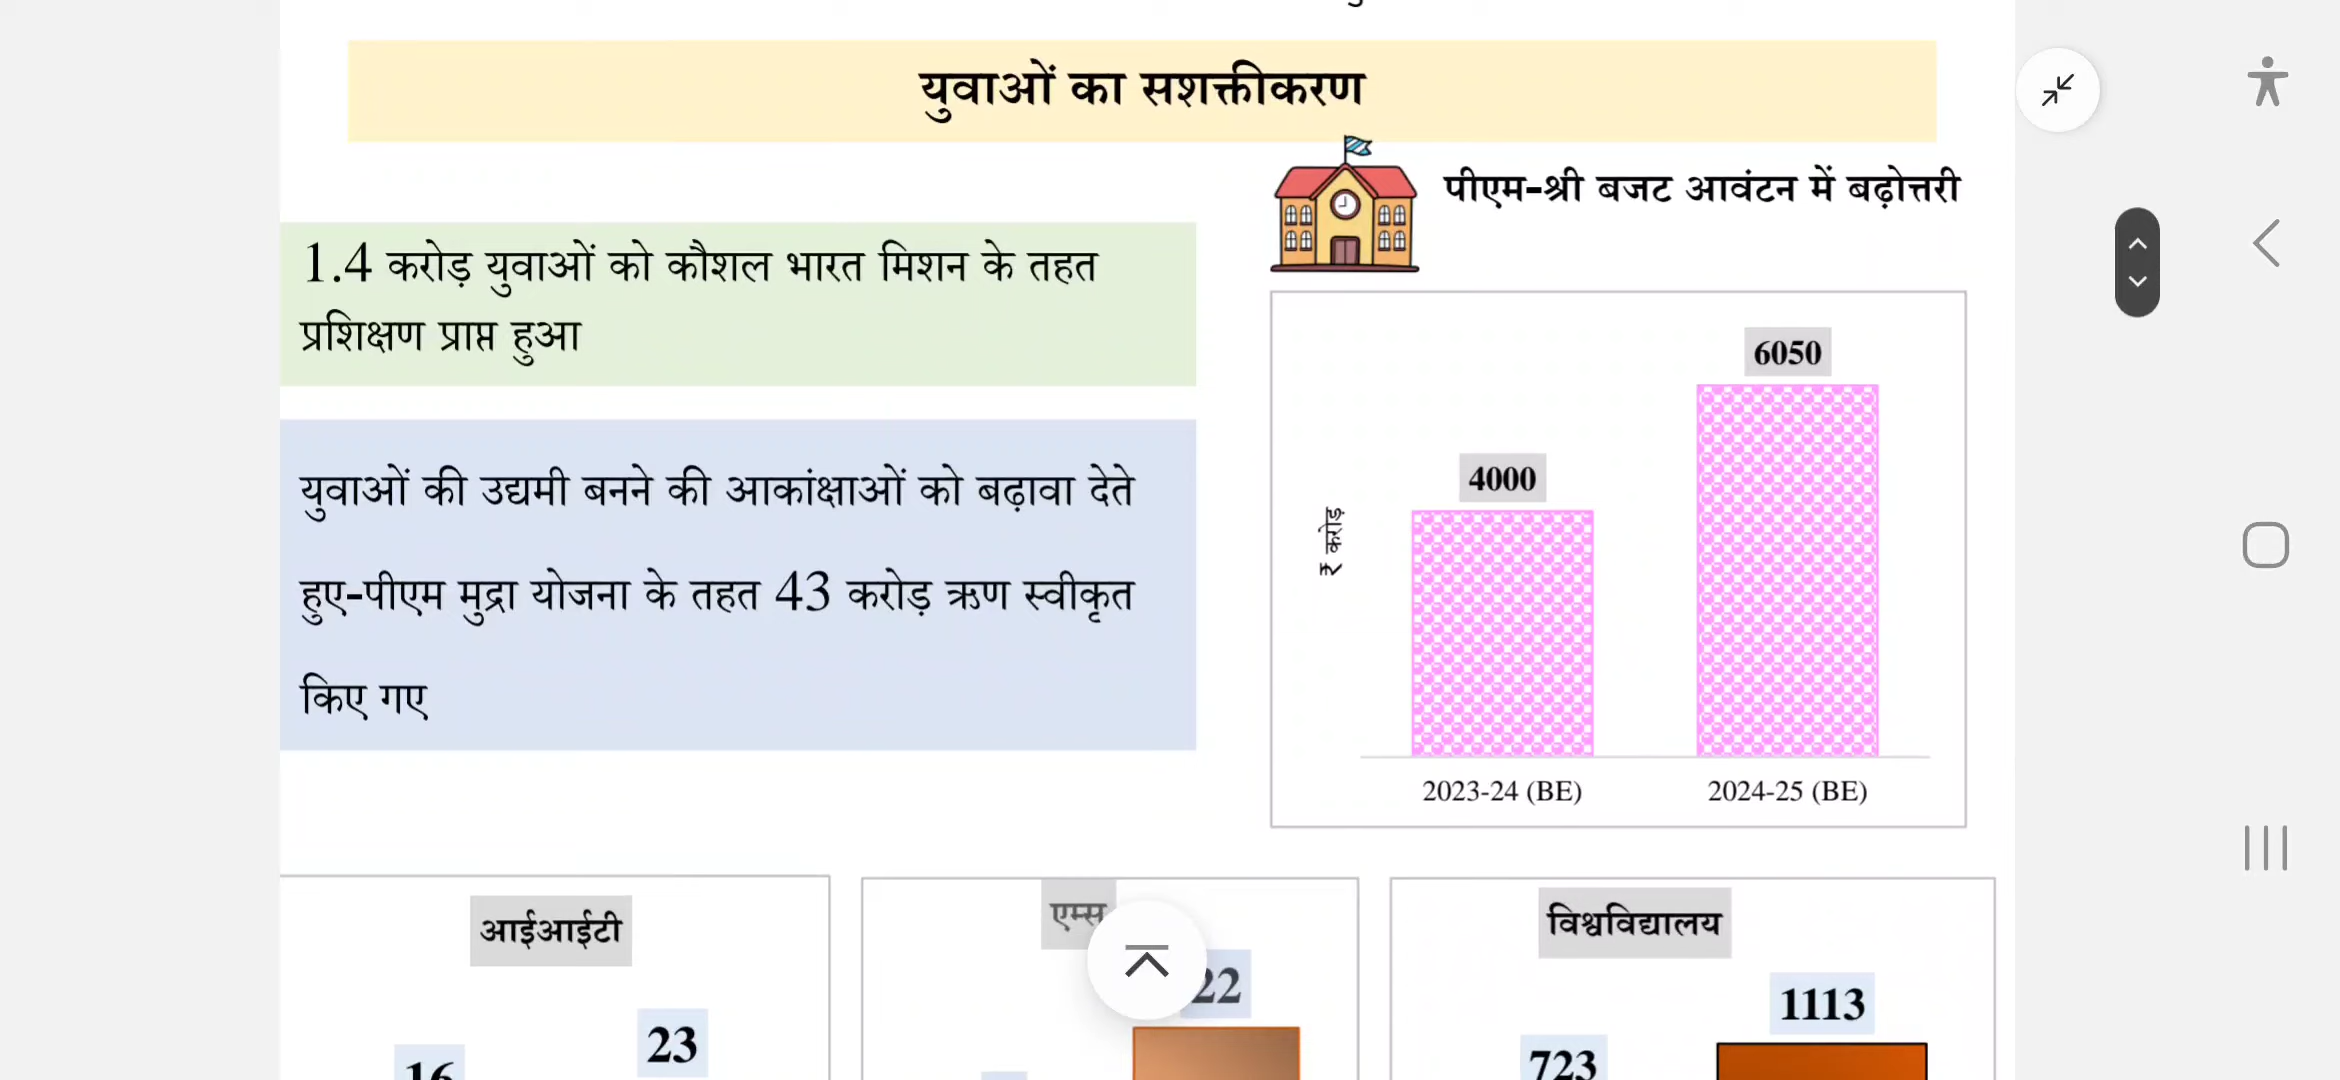 युवाओं का सशक्तीकरण
1.4 करोड़ युवाओं को कौशल भारत मिशन के तहत
प्रशिक्षण प्राप्त हुआ
युवाओं की उद्यमी बनने की आकांक्षाओं को बढ़ावा देते
हुए-पीएम मुद्रा योजना के तहत 43 करोड़ ऋण स्वीकृत
किए गए
पीएम-श्री बजट आवंटन में बढ़ोत्तरी
₹ करोड़
6050
4000
2023-24 (BE)
2024-25 (BE)
आईआईटी
23
16
एम्स
22
विश्वविद्यालय
1113
723